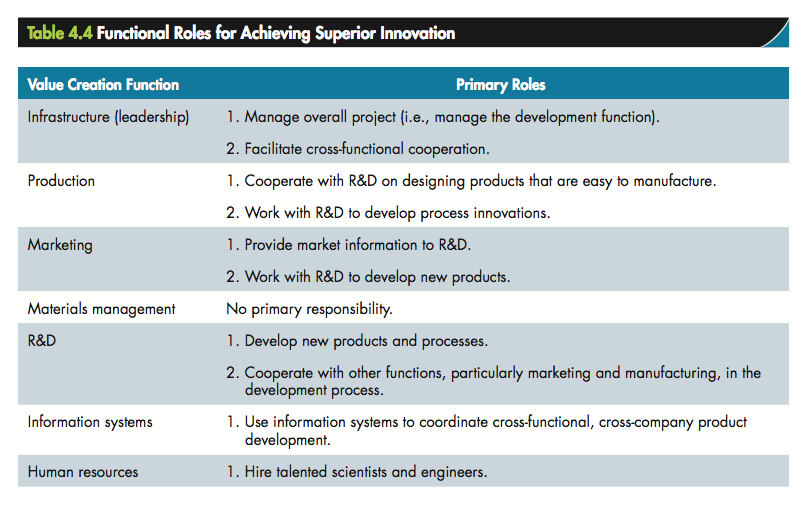 Table 4.4 Functional Roles for Achieving Superior Innovation
Value Creation Function Primary Roles
Infrastructure (leadership) 1. Manage overall project (i.e., manage the development function).
2. Facilitate cross-functional cooperation.
Production 1. Cooperate with R&D on designing products that are easy to manufacture.
2. Work with R&D to develop process innovations.
Marketing 1. Provide market information to R&D.
2. Work with R&D to develop new products.
Materials management No primary responsibility.
R&D 1. Develop new products and processes.
2. Cooperate with other functions, particularly marketing and manufacturing, in the
development process.
Information systems 1. Use information systems to coordinate cross-functional, cross-company product
development.
Human resources 1. Hire talented scientists and engineers.